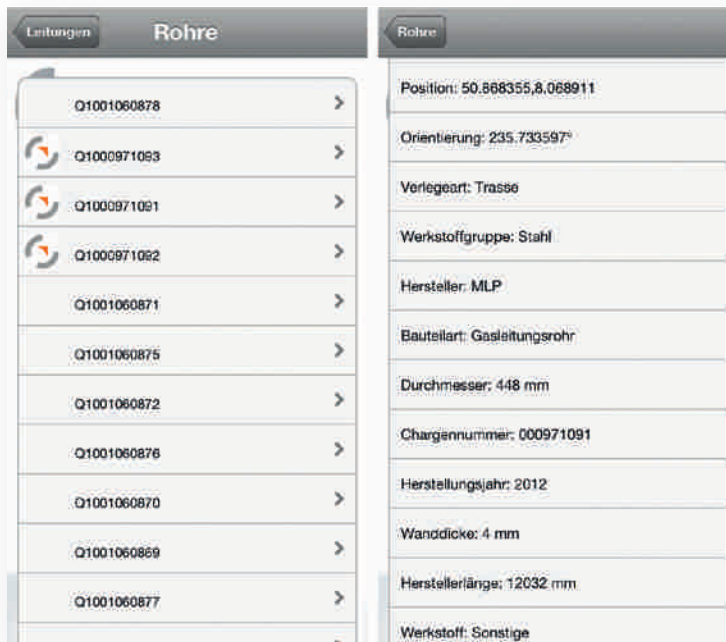 Leitungen
Rohre
Q1001060878
Q1000971093
Q1000971091
Q1000971092
Q1001060871
Q1001060875
Q1001060872
Q1001060876
Q1001060870
Q1001060869
Q1001060877
Rohre
Position: 50.868355,8.068911
Orientierung: 235.733597°
Verlegeart: Trasse
Werkstoffgruppe: Stahl
Hersteller: MLP
Bauteilart: Gasleitungsrohr
Durchmesser: 448 mm
Chargennummer: 000971091
Herstellungsjahr: 2012
Wanddicke: 4 mm
Herstellerlänge: 12032 mm
Werkstoff: Sonstige